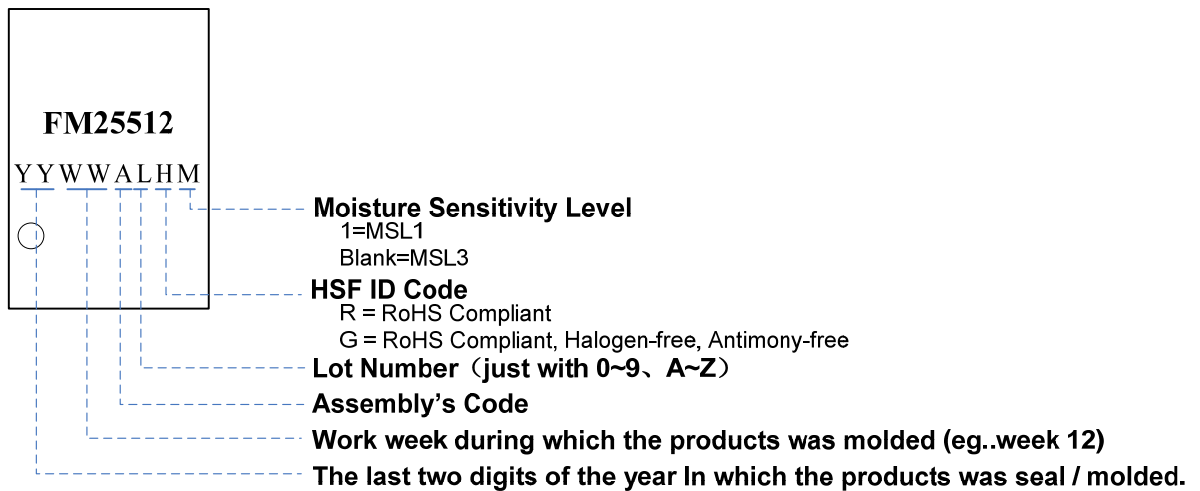 FM25512
YYWWALHM
Moisture Sensitivity Level
1=MSL1
Blank=MSL3
HSF ID Code
R = RoHS Compliant
G = RoHS Compliant, Halogen-free, Antimony-free
Lot Number（just with 0~9、A~Z）
Assembly’s Code
Work week during which the products was molded (eg..week 12)
The last two digits of the year In which the products was seal / molded.